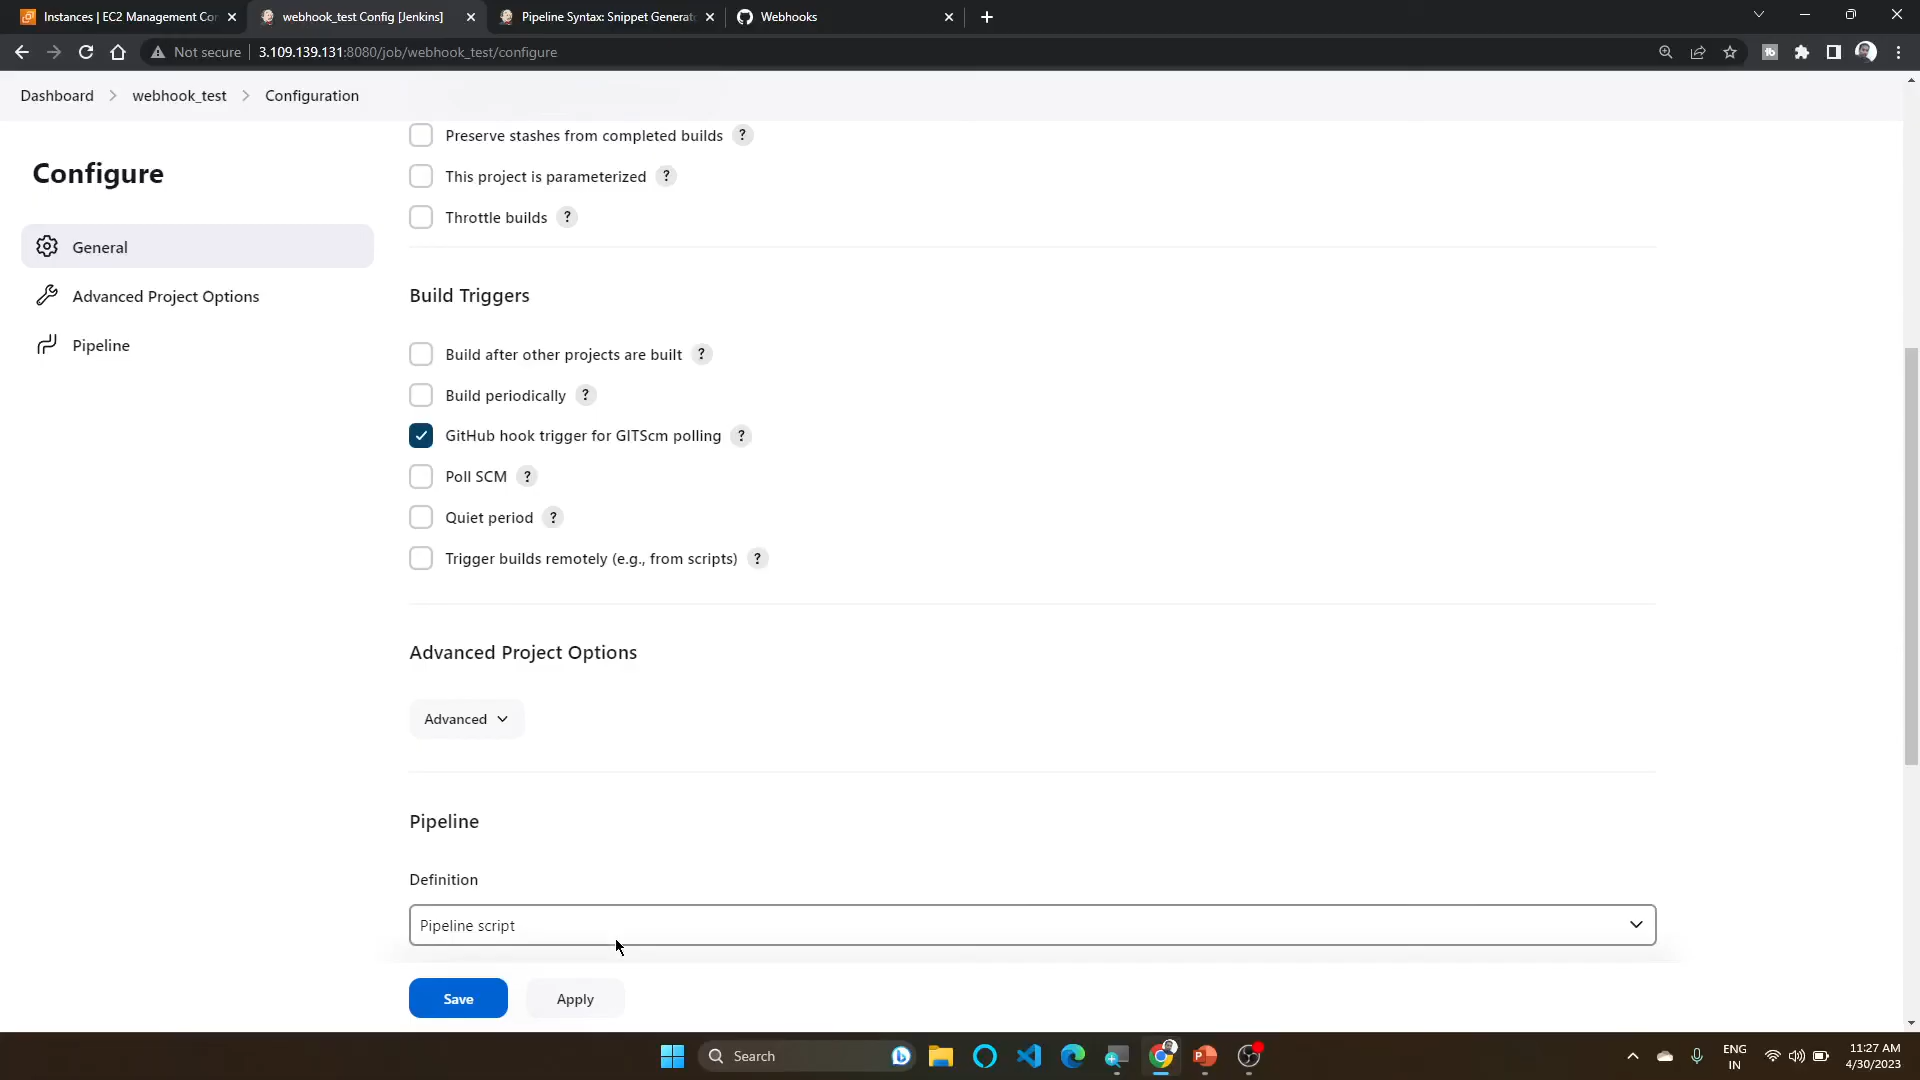 Instances | EC2 Management Co
webhook_test Config [Jenkins]
Pipeline Syntax: Snippet Generat
Webhooks
Not secure
3.109.139.131:8080/job/webhook_test/configure
Dashboard
webhook_test
Configuration
Configure
General
Advanced Project Options
Pipeline
Preserve stashes from completed builds ?
This project is parameterized ?
Throttle builds ?
Build Triggers
Build after other projects are built ?
Build periodically ?
GitHub hook trigger for GITScm polling ?
Poll SCM ?
Quiet period ?
Trigger builds remotely (e.g., from scripts) ?
Advanced Project Options
Advanced
Pipeline
Definition
Pipeline script
Save
Apply
Search
ENG
IN
11:27 AM
4/30/2023